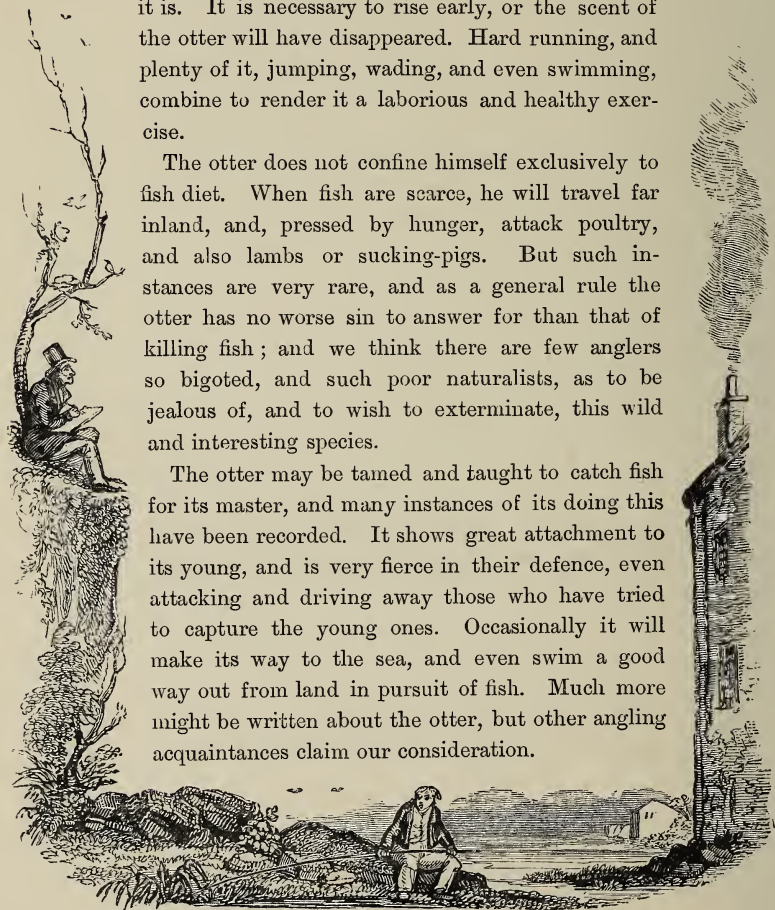 it is. It is necessary to rise early, or the scent of
the otter will have disappeared. Hard running, and
plenty of it, jumping, wading, and even swimming,
combine to render it a laborious and healthy exer-
cise.
The otter does not confine himself exclusively to
fish diet. When fish are scarce, he will travel far
inland, and, pressed by hunger, attack poultry,
and also lambs or sucking-pigs. But such in-
stances are very rare, and as a general rule the
otter has no worse sin to answer for than that of
killing fish ; and we think there are few anglers
so bigoted, and such poor naturalists, as to be
jealous of, and to wish to exterminate, this wild
and interesting species.
The otter may be tamed and taught to catch fish
for its master, and many instances of its doing this
have been recorded. It shows great attachment to
its young, and is very fierce in their defence, even
attacking and driving away those who have tried
to capture the young ones. Occasionally it will
make its way to the sea, and even swim a good
way out from land in pursuit of fish. Much more
might be written about the otter, but other angling
acquaintances claim our consideration.